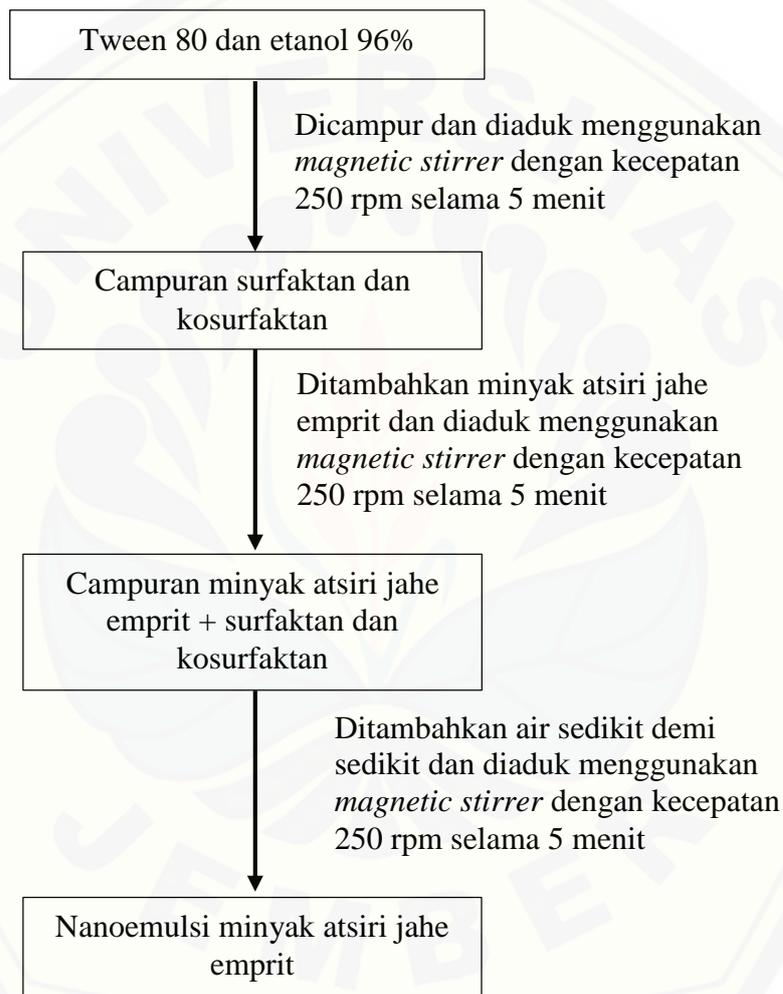 Tween 80 dan etanol 96%
Dicampur dan diaduk menggunakan
magnetic stirrer dengan kecepatan
250 rpm selama 5 menit
Campuran surfaktan dan
kosurfaktan
Ditambahkan minyak atsiri jahe
emprit dan diaduk menggunakan
magnetic stirrer dengan kecepatan
250 rpm selama 5 menit
Campuran minyak atsiri jahe
emprit + surfaktan dan
kosurfaktan
Ditambahkan air sedikit demi
sedikit dan diaduk menggunakan
magnetic stirrer dengan kecepatan
250 rpm selama 5 menit
Nanoemulsi minyak atsiri jahe
emprit
UNIVERSITAS
JEMBER